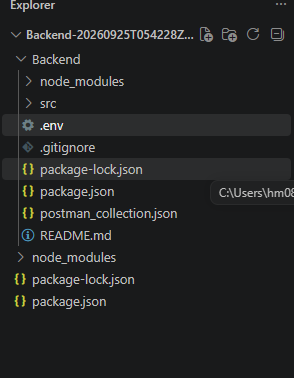 Explorer
Backend-20260925T054228Z...
Backend
node_modules
src
.env
.gitignore
package-lock.json
C:\Users\hm08
package.json
postman_collection.json
README.md
node_modules
package-lock.json
package.json